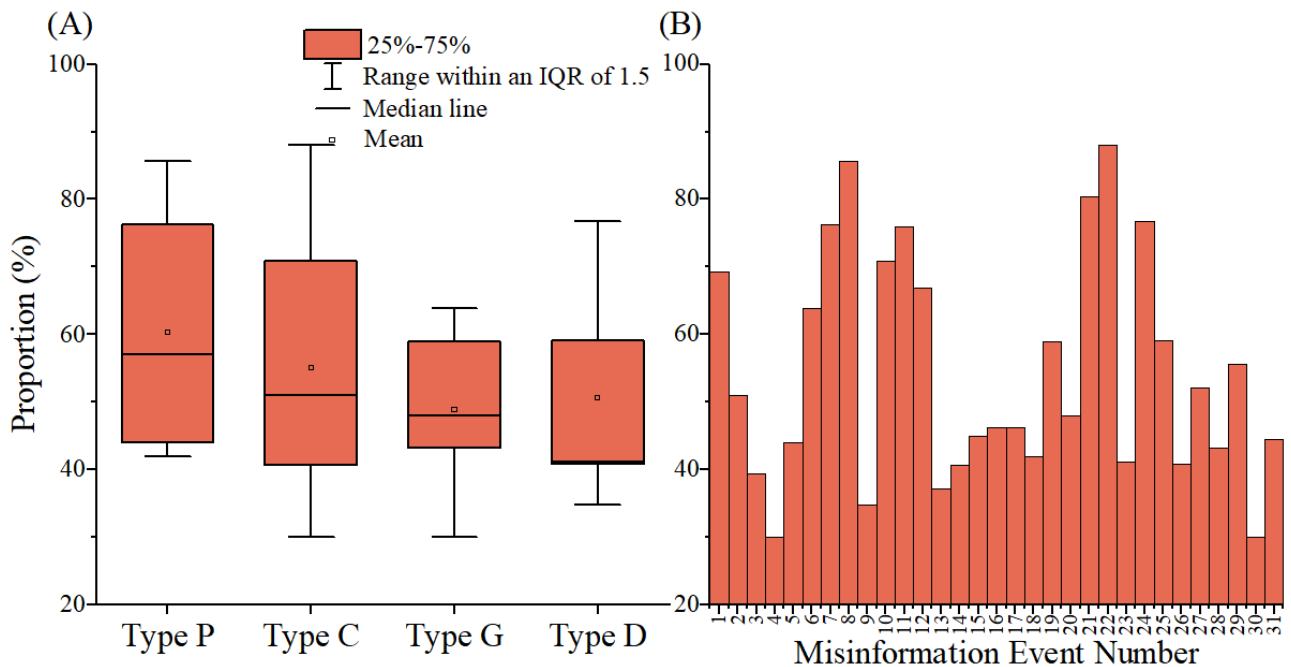 (A)
25%-75%
Range within an IQR of 1.5
Median line
Mean
Proportion (%)
100
80
60
40
20
Type P Type C Type G Type D
(B)
100
80
60
40
20
1 2 3 4 5 6 7 8 9 10 11 12 13 14 15 16 17 18 19 20 21 22 23 24 25 26 27 28 29 30 31
Misinformation Event Number